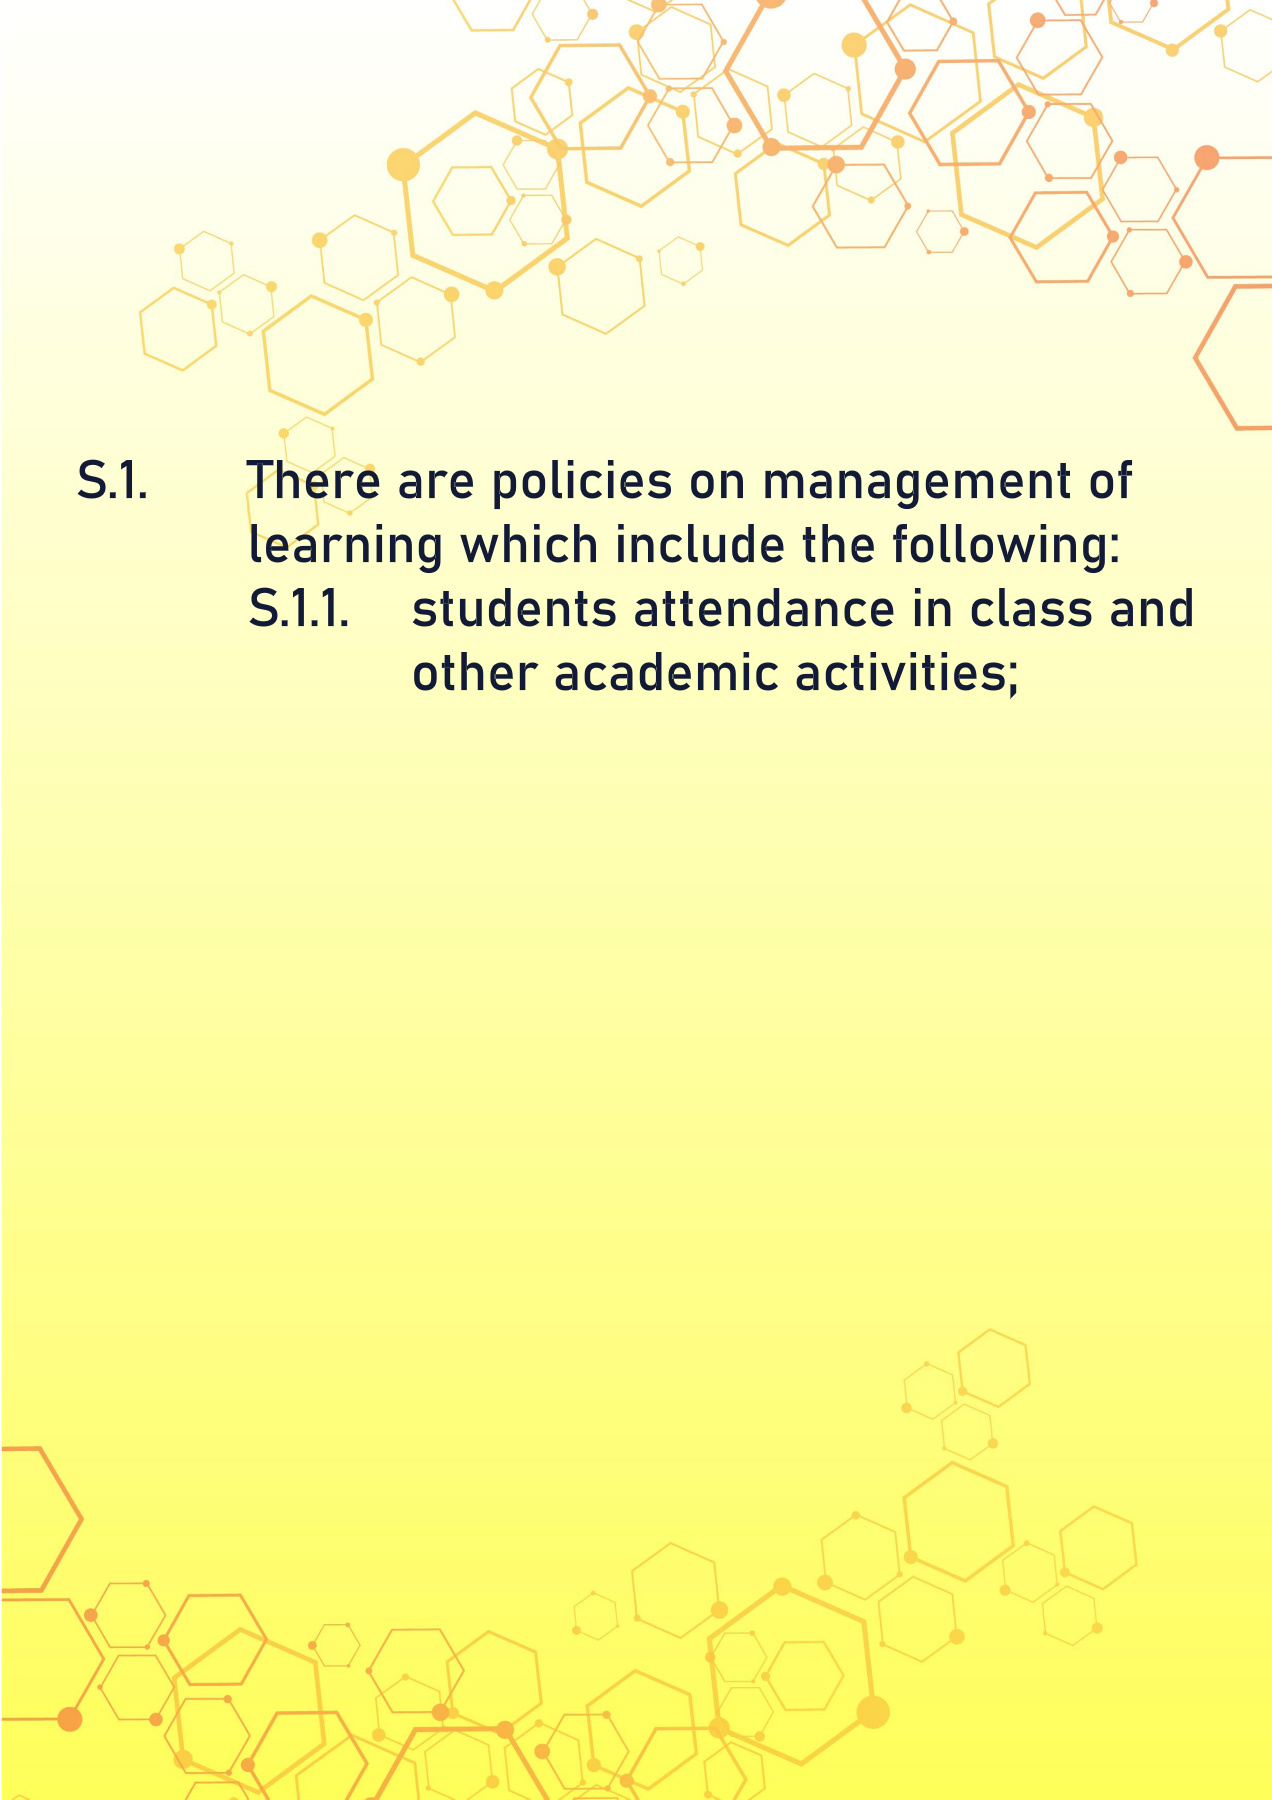 S.1. There are policies on management of
learning which include the following:
S.1.1. students attendance in class and
other academic activities;